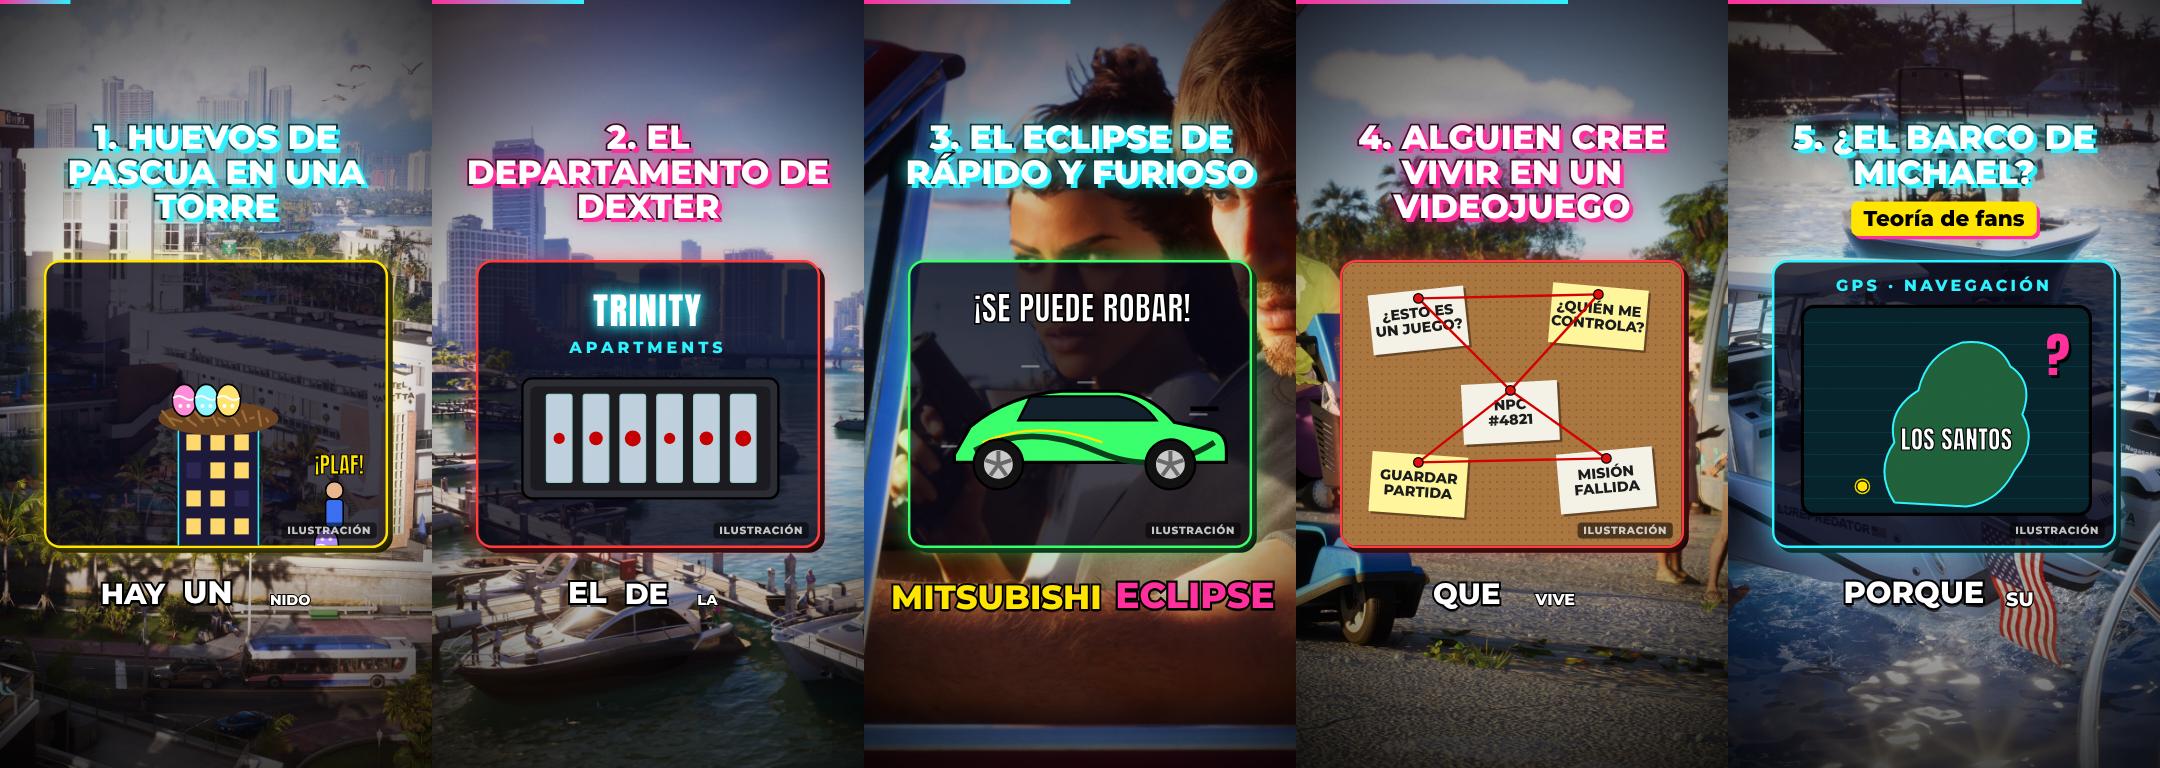 1. HUEVOS DE
PASCUA EN UNA
TORRE
¡PLAF!
ILUSTRACIÓN
HAY UN NIDO
2. EL
DEPARTAMENTO DE
DEXTER
TRINITY
APARTMENTS
ILUSTRACIÓN
EL DE LA
3. EL ECLIPSE DE
RÁPIDO Y FURIOSO
¡SE PUEDE ROBAR!
ILUSTRACIÓN
MITSUBISHI ECLIPSE
4. ALGUIEN CREE
VIVIR EN UN
VIDEOJUEGO
¿ESTO ES
UN JUEGO?
¿QUIÉN ME
CONTROLA?
NPC
#4821
GUARDAR
PARTIDA
MISIÓN
FALLIDA
ILUSTRACIÓN
QUE VIVE
5. ¿EL BARCO DE
MICHAEL?
Teoría de fans
GPS · NAVEGACIÓN
?
LOS SANTOS
ILUSTRACIÓN
PORQUE SU